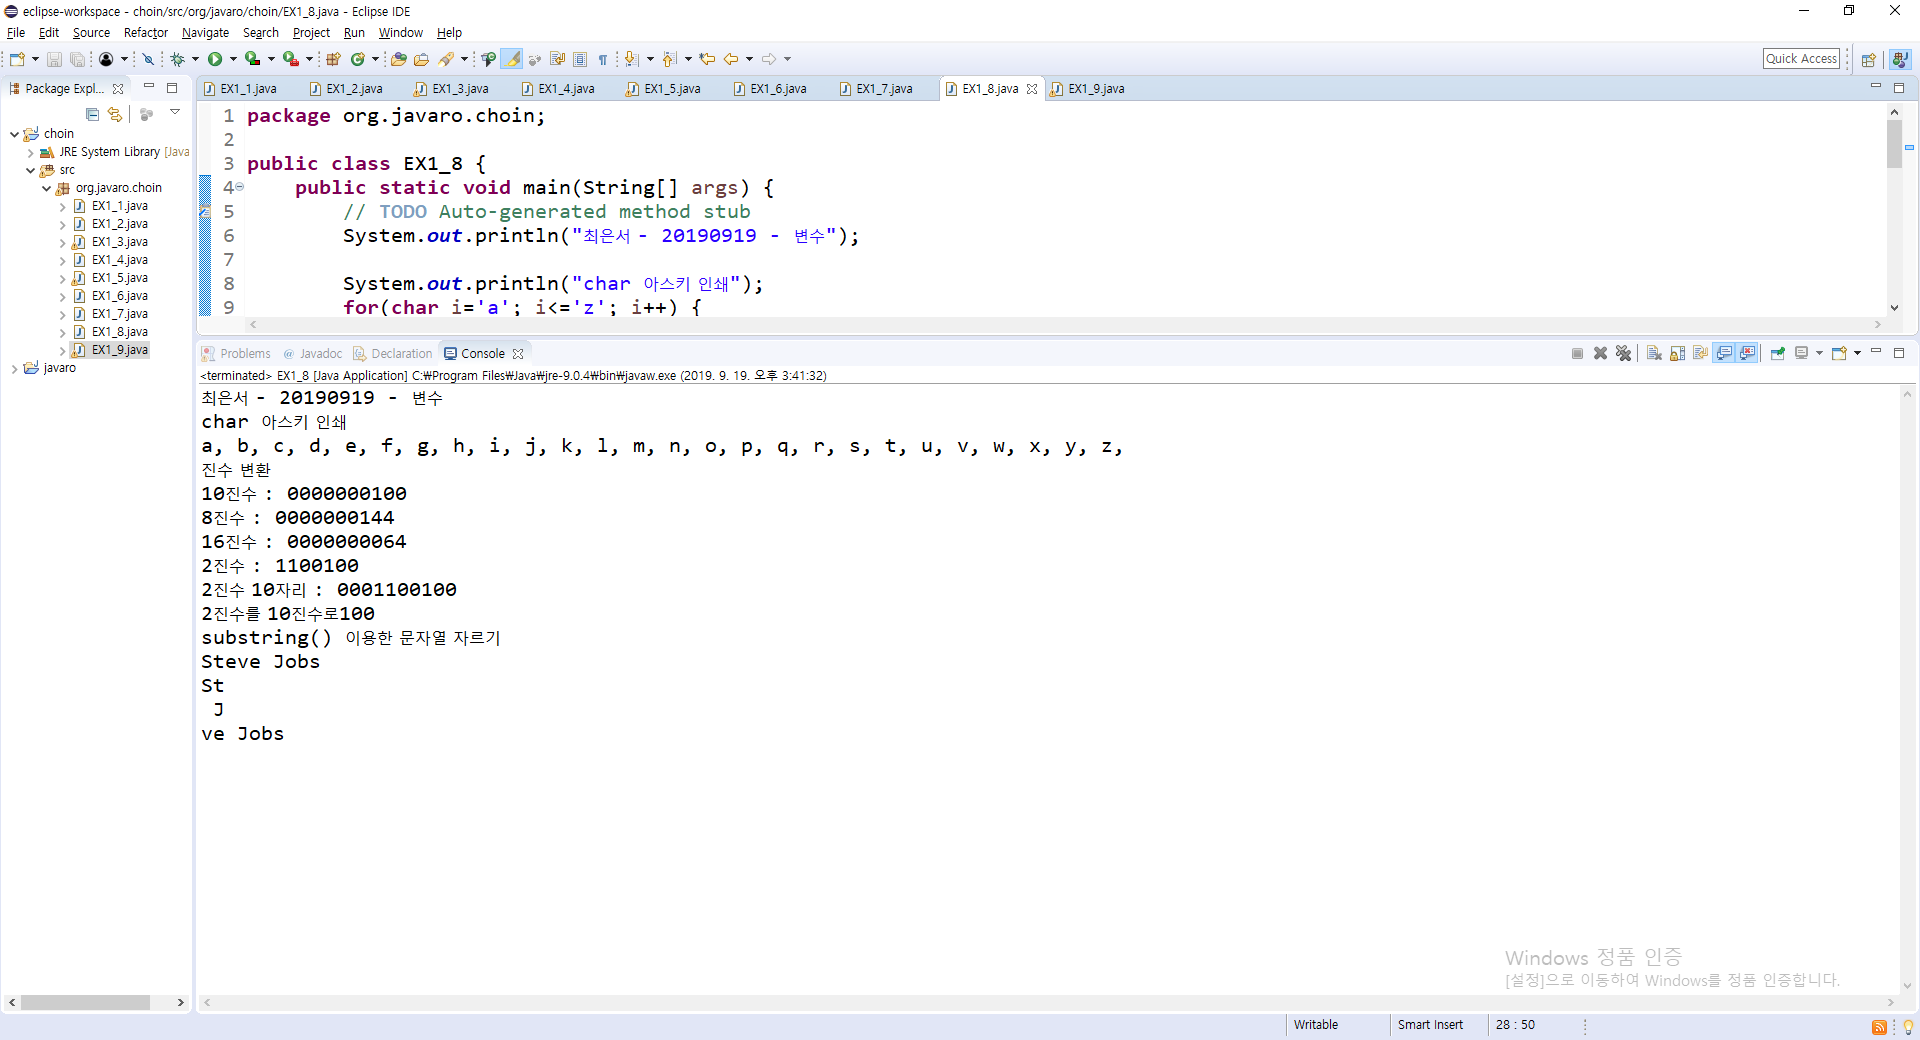 eclipse-workspace - choin/src/org/javaro/choin/EX1_8.java - Eclipse IDE
File Edit Source Refactor Navigate Search Project Run Window Help
Quick Access
Package Expl...
EX1_1.java EX1_2.java EX1_3.java EX1_4.java EX1_5.java EX1_6.java EX1_7.java EX1_8.java EX1_9.java
choin
JRE System Library [Java
src
org.javaro.choin
EX1_1.java
EX1_2.java
EX1_3.java
EX1_4.java
EX1_5.java
EX1_6.java
EX1_7.java
EX1_8.java
EX1_9.java
javaro
1 package org.javaro.choin;
2
3 public class EX1_8 {
4 public static void main(String[] args) {
5 // TODO Auto-generated method stub
6 System.out.println("최은서 - 20190919 - 변수");
7
8 System.out.println("char 아스키 인쇄");
9 for(char i='a'; i<='z'; i++) {
Problems @ Javadoc Declaration Console
<terminated> EX1_8 [Java Application] C:₩Program Files₩Java₩jre-9.0.4₩bin₩javaw.exe (2019. 9. 19. 오후 3:41:32)
최은서 - 20190919 - 변수
char 아스키 인쇄
a, b, c, d, e, f, g, h, i, j, k, l, m, n, o, p, q, r, s, t, u, v, w, x, y, z,
진수 변환
10진수 : 0000000100
8진수 : 0000000144
16진수 : 0000000064
2진수 : 1100100
2진수 10자리 : 0001100100
2진수를 10진수로100
substring() 이용한 문자열 자르기
Steve Jobs
St
J
ve Jobs
Windows 정품 인증
[설정]으로 이동하여 Windows를 정품 인증합니다.
Writable Smart Insert 28 : 50